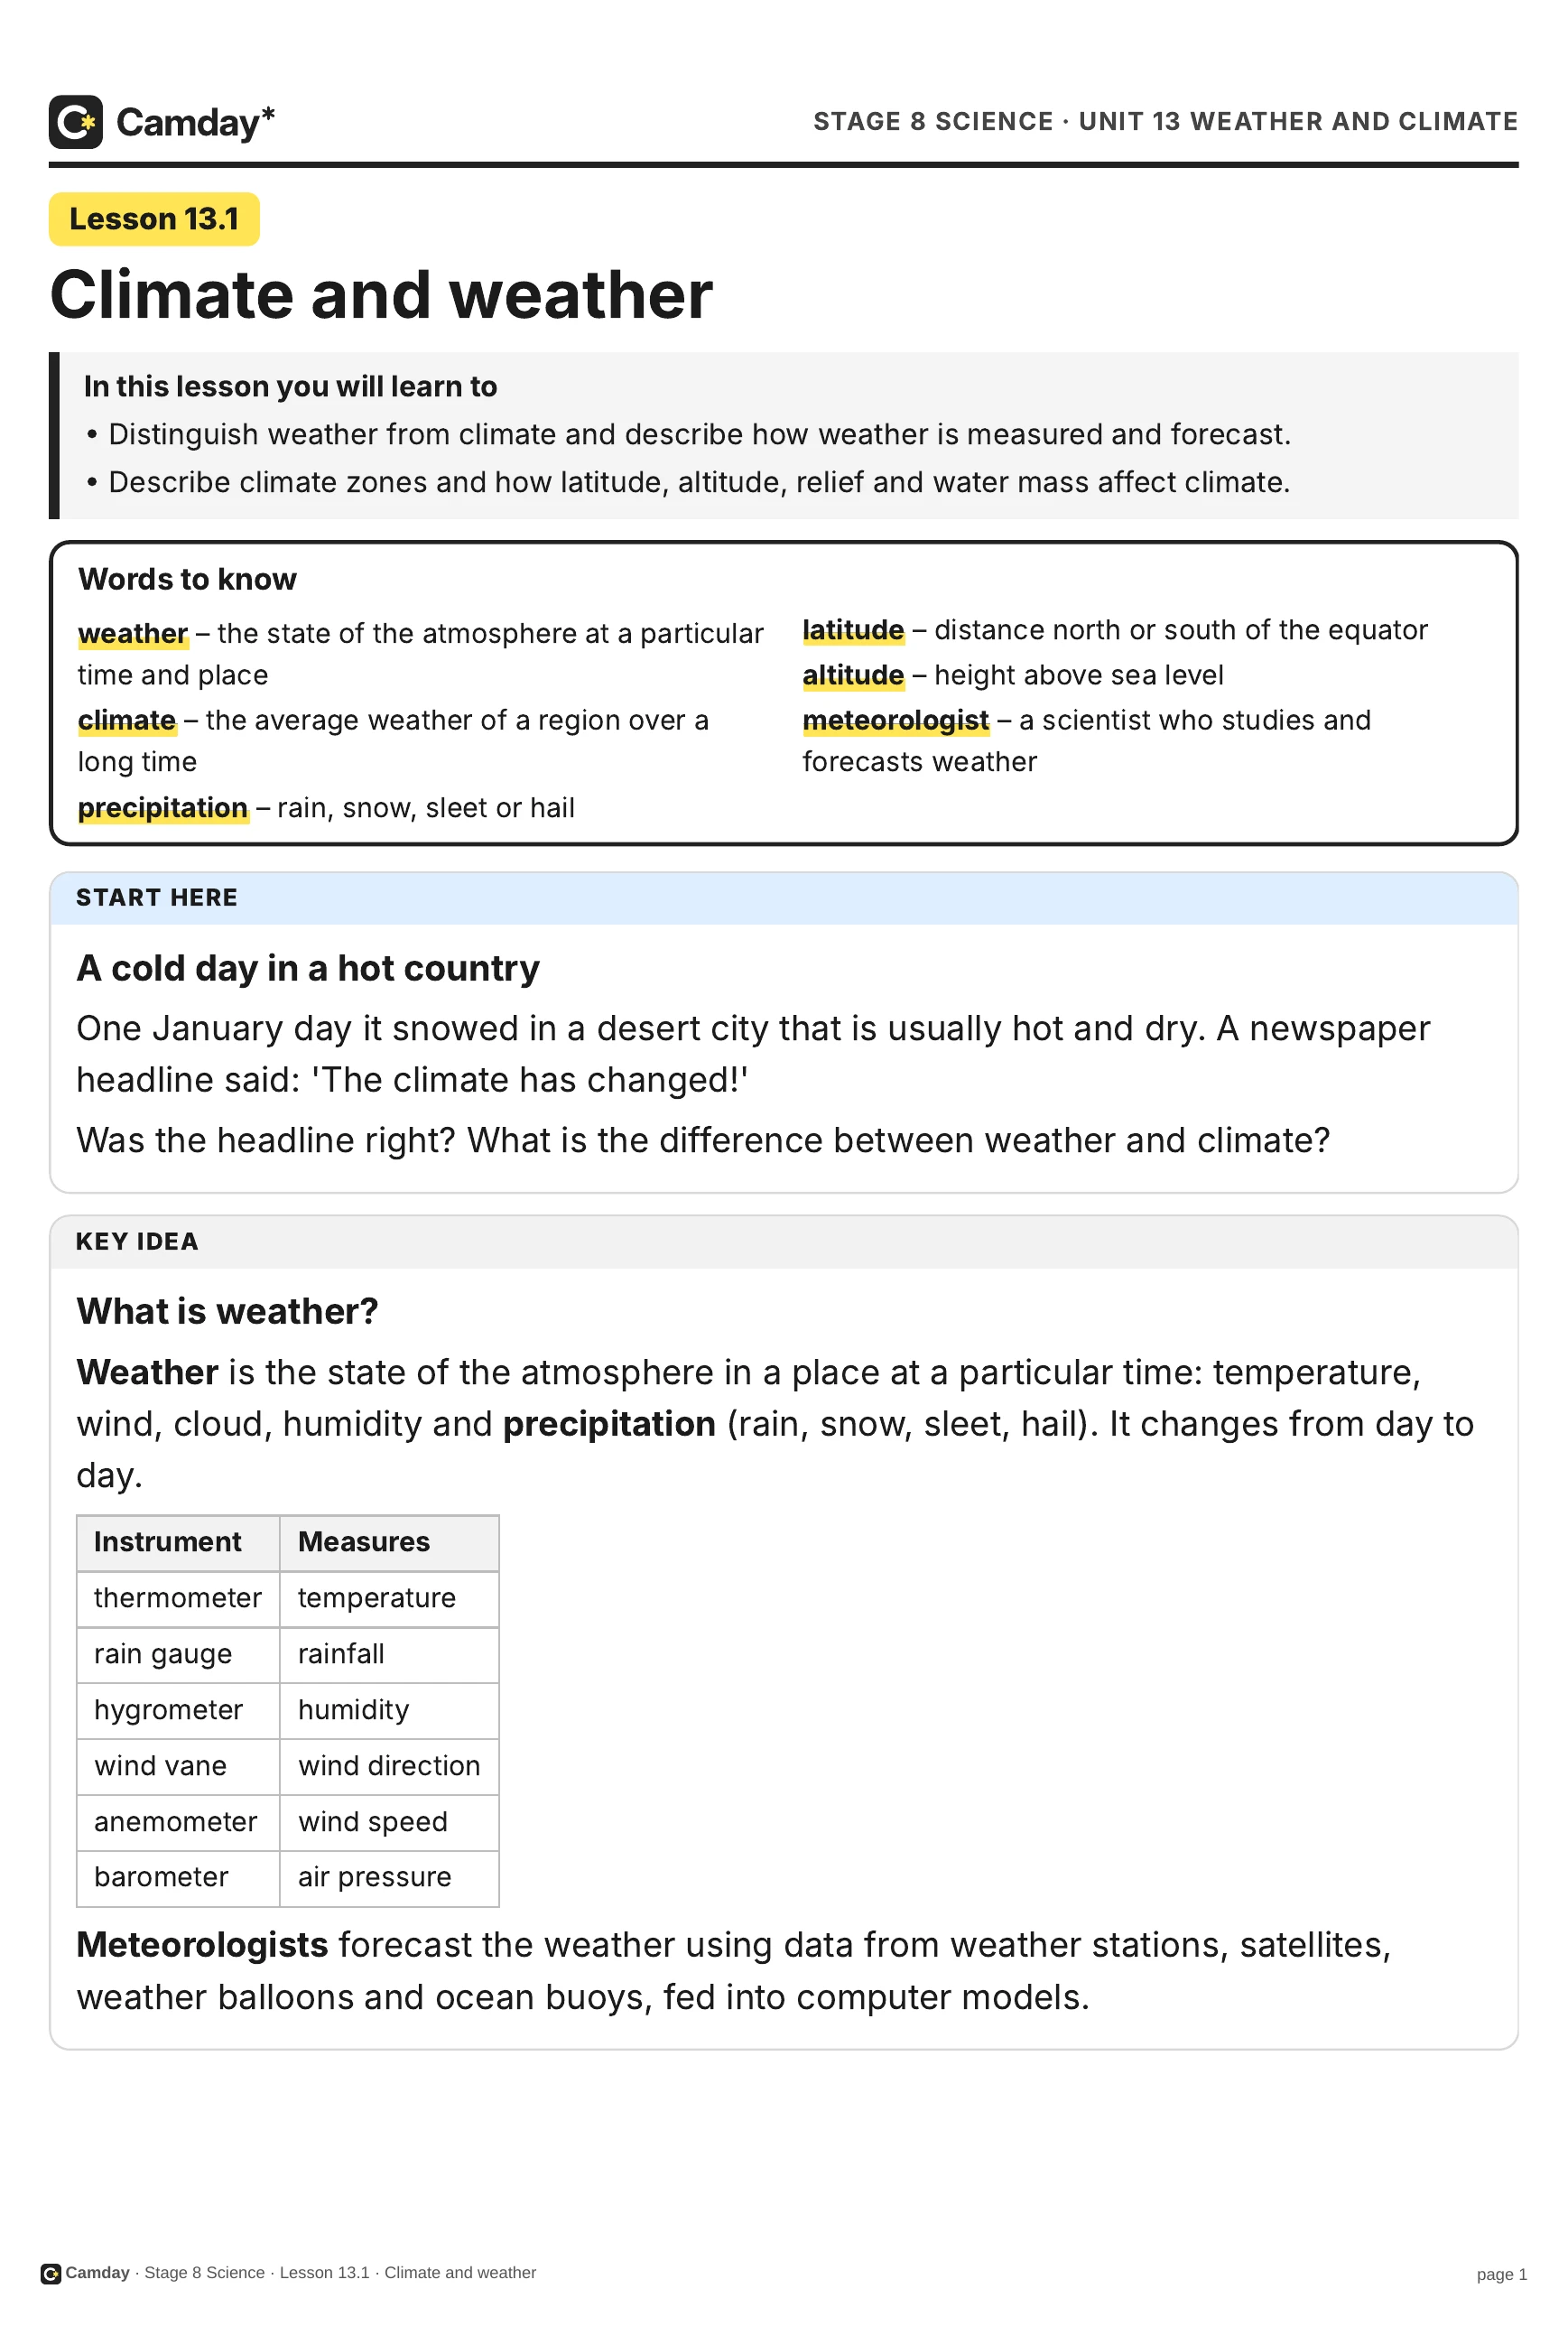 Camday*
STAGE 8 SCIENCE · UNIT 13 WEATHER AND CLIMATE
Lesson 13.1
Climate and weather
In this lesson you will learn to
• Distinguish weather from climate and describe how weather is measured and forecast.
• Describe climate zones and how latitude, altitude, relief and water mass affect climate.
Words to know
weather – the state of the atmosphere at a particular
time and place
climate – the average weather of a region over a
long time
precipitation – rain, snow, sleet or hail
latitude – distance north or south of the equator
altitude – height above sea level
meteorologist – a scientist who studies and
forecasts weather
START HERE
A cold day in a hot country
One January day it snowed in a desert city that is usually hot and dry. A newspaper
headline said: 'The climate has changed!'
Was the headline right? What is the difference between weather and climate?
KEY IDEA
What is weather?
Weather is the state of the atmosphere in a place at a particular time: temperature,
wind, cloud, humidity and precipitation (rain, snow, sleet, hail). It changes from day to
day.
Instrument Measures
thermometer temperature
rain gauge rainfall
hygrometer humidity
wind vane wind direction
anemometer wind speed
barometer air pressure
Meteorologists forecast the weather using data from weather stations, satellites,
weather balloons and ocean buoys, fed into computer models.
Camday · Stage 8 Science · Lesson 13.1 · Climate and weather
page 1